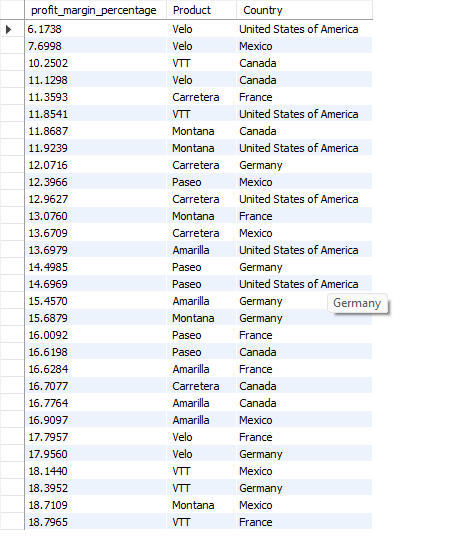 profit_margin_percentage Product Country
6.1738 Velo United States of America
7.6998 Velo Mexico
10.2502 VTT Canada
11.1298 Velo Canada
11.3593 Carretera France
11.8541 VTT United States of America
11.8687 Montana Canada
11.9239 Montana United States of America
12.0716 Carretera Germany
12.3966 Paseo Mexico
12.9627 Carretera United States of America
13.0760 Montana France
13.6709 Carretera Mexico
13.6979 Amarilla United States of America
14.4985 Paseo Germany
14.6969 Paseo United States of America
15.4570 Amarilla Germany Germany
15.6879 Montana Germany
16.0092 Paseo France
16.6198 Paseo Canada
16.6284 Amarilla France
16.7077 Carretera Canada
16.7764 Amarilla Canada
16.9097 Amarilla Mexico
17.7957 Velo France
17.9560 Velo Germany
18.1440 VTT Mexico
18.3952 VTT Germany
18.7109 Montana Mexico
18.7965 VTT France